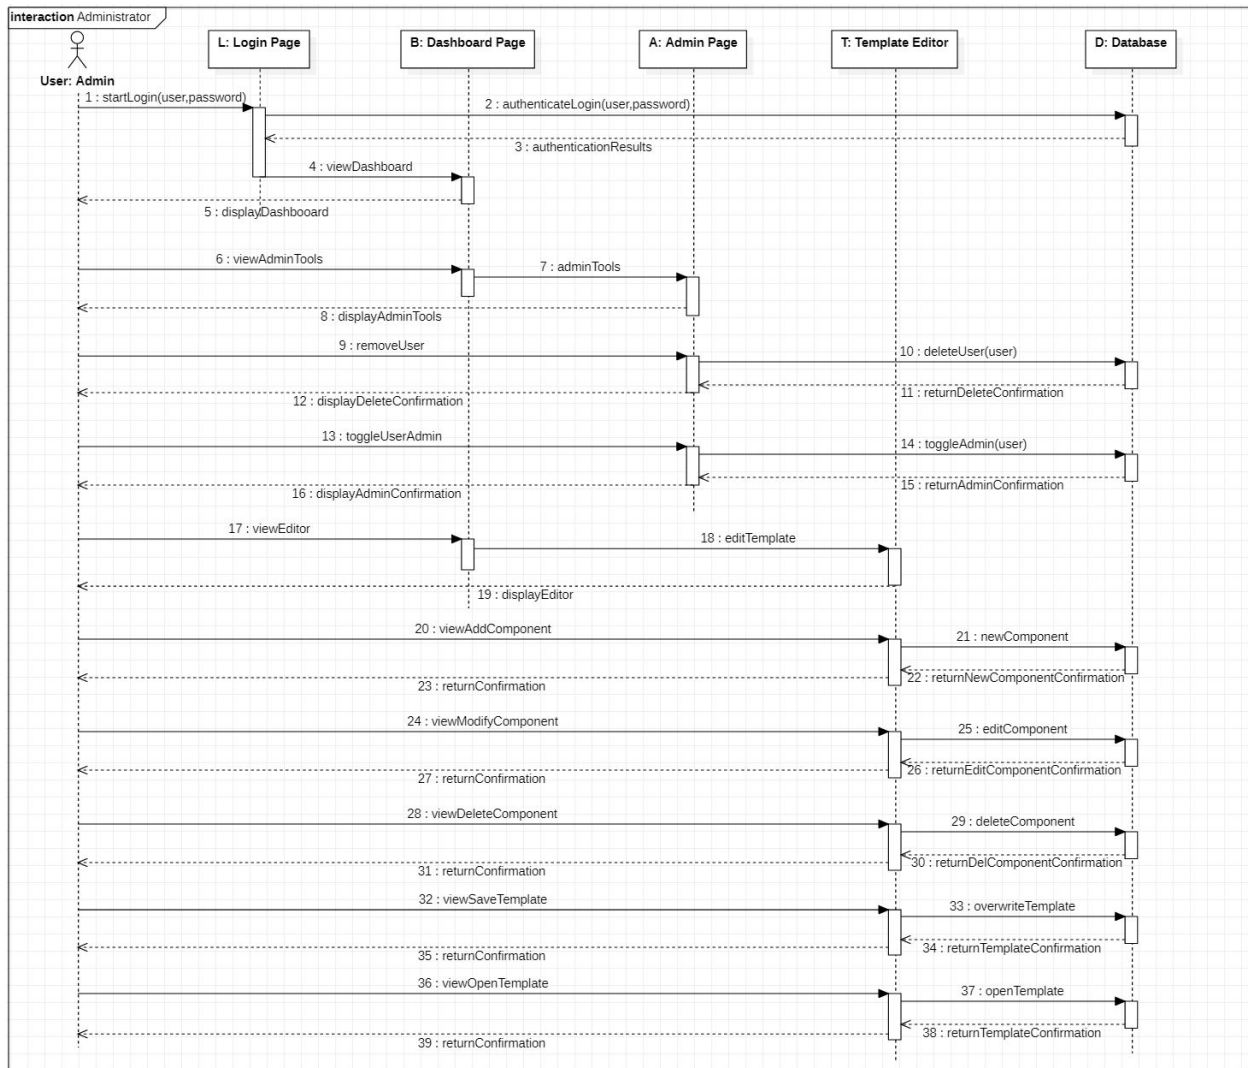 interaction Administrator
L: Login Page
B: Dashboard Page
A: Admin Page
T: Template Editor
D: Database
User: Admin
1 : startLogin(user,password)
2 : authenticateLogin(user,password)
3 : authenticationResults
4 : viewDashboard
5 : displayDashbooard
6 : viewAdminTools
7 : adminTools
8 : displayAdminTools
9 : removeUser
10 : deleteUser(user)
11 : returnDeleteConfirmation
12 : displayDeleteConfirmation
13 : toggleUserAdmin
14 : toggleAdmin(user)
15 : returnAdminConfirmation
16 : displayAdminConfirmation
17 : viewEditor
18 : editTemplate
19 : displayEditor
20 : viewAddComponent
21 : newComponent
22 : returnNewComponentConfirmation
23 : returnConfirmation
24 : viewModifyComponent
25 : editComponent
26 : returnEditComponentConfirmation
27 : returnConfirmation
28 : viewDeleteComponent
29 : deleteComponent
30 : returnDelComponentConfirmation
31 : returnConfirmation
32 : viewSaveTemplate
33 : overwriteTemplate
34 : returnTemplateConfirmation
35 : returnConfirmation
36 : viewOpenTemplate
37 : openTemplate
38 : returnTemplateConfirmation
39 : returnConfirmation